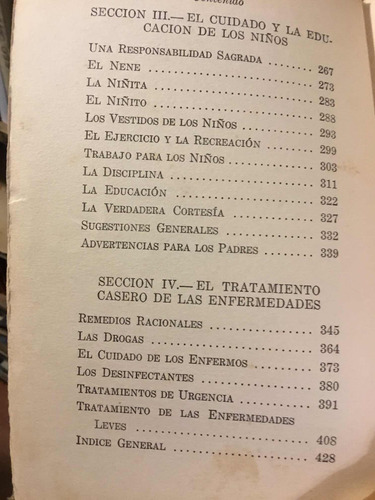 Contenido
SECCION III.—EL CUIDADO Y LA EDU-
CACION DE LOS NIÑOS
UNA RESPONSABILIDAD SAGRADA ........ 267
EL NENE ........ 273
LA NIÑITA ........ 283
EL NIÑITO ........ 288
LOS VESTIDOS DE LOS NIÑOS ........ 293
EL EJERCICIO Y LA RECREACIÓN ........ 299
TRABAJO PARA LOS NIÑOS ........ 303
LA DISCIPLINA ........ 311
LA EDUCACIÓN ........ 322
LA VERDADERA CORTESÍA ........ 327
SUGESTIONES GENERALES ........ 332
ADVERTENCIAS PARA LOS PADRES ........ 339
SECCION IV.—EL TRATAMIENTO
CASERO DE LAS ENFERMEDADES
REMEDIOS RACIONALES ........ 345
LAS DROGAS ........ 364
EL CUIDADO DE LOS ENFERMOS ........ 373
LOS DESINFECTANTES ........ 380
TRATAMIENTOS DE URGENCIA ........ 391
TRATAMIENTO DE LAS ENFERMEDADES
LEVES ........ 408
INDICE GENERAL ........ 428